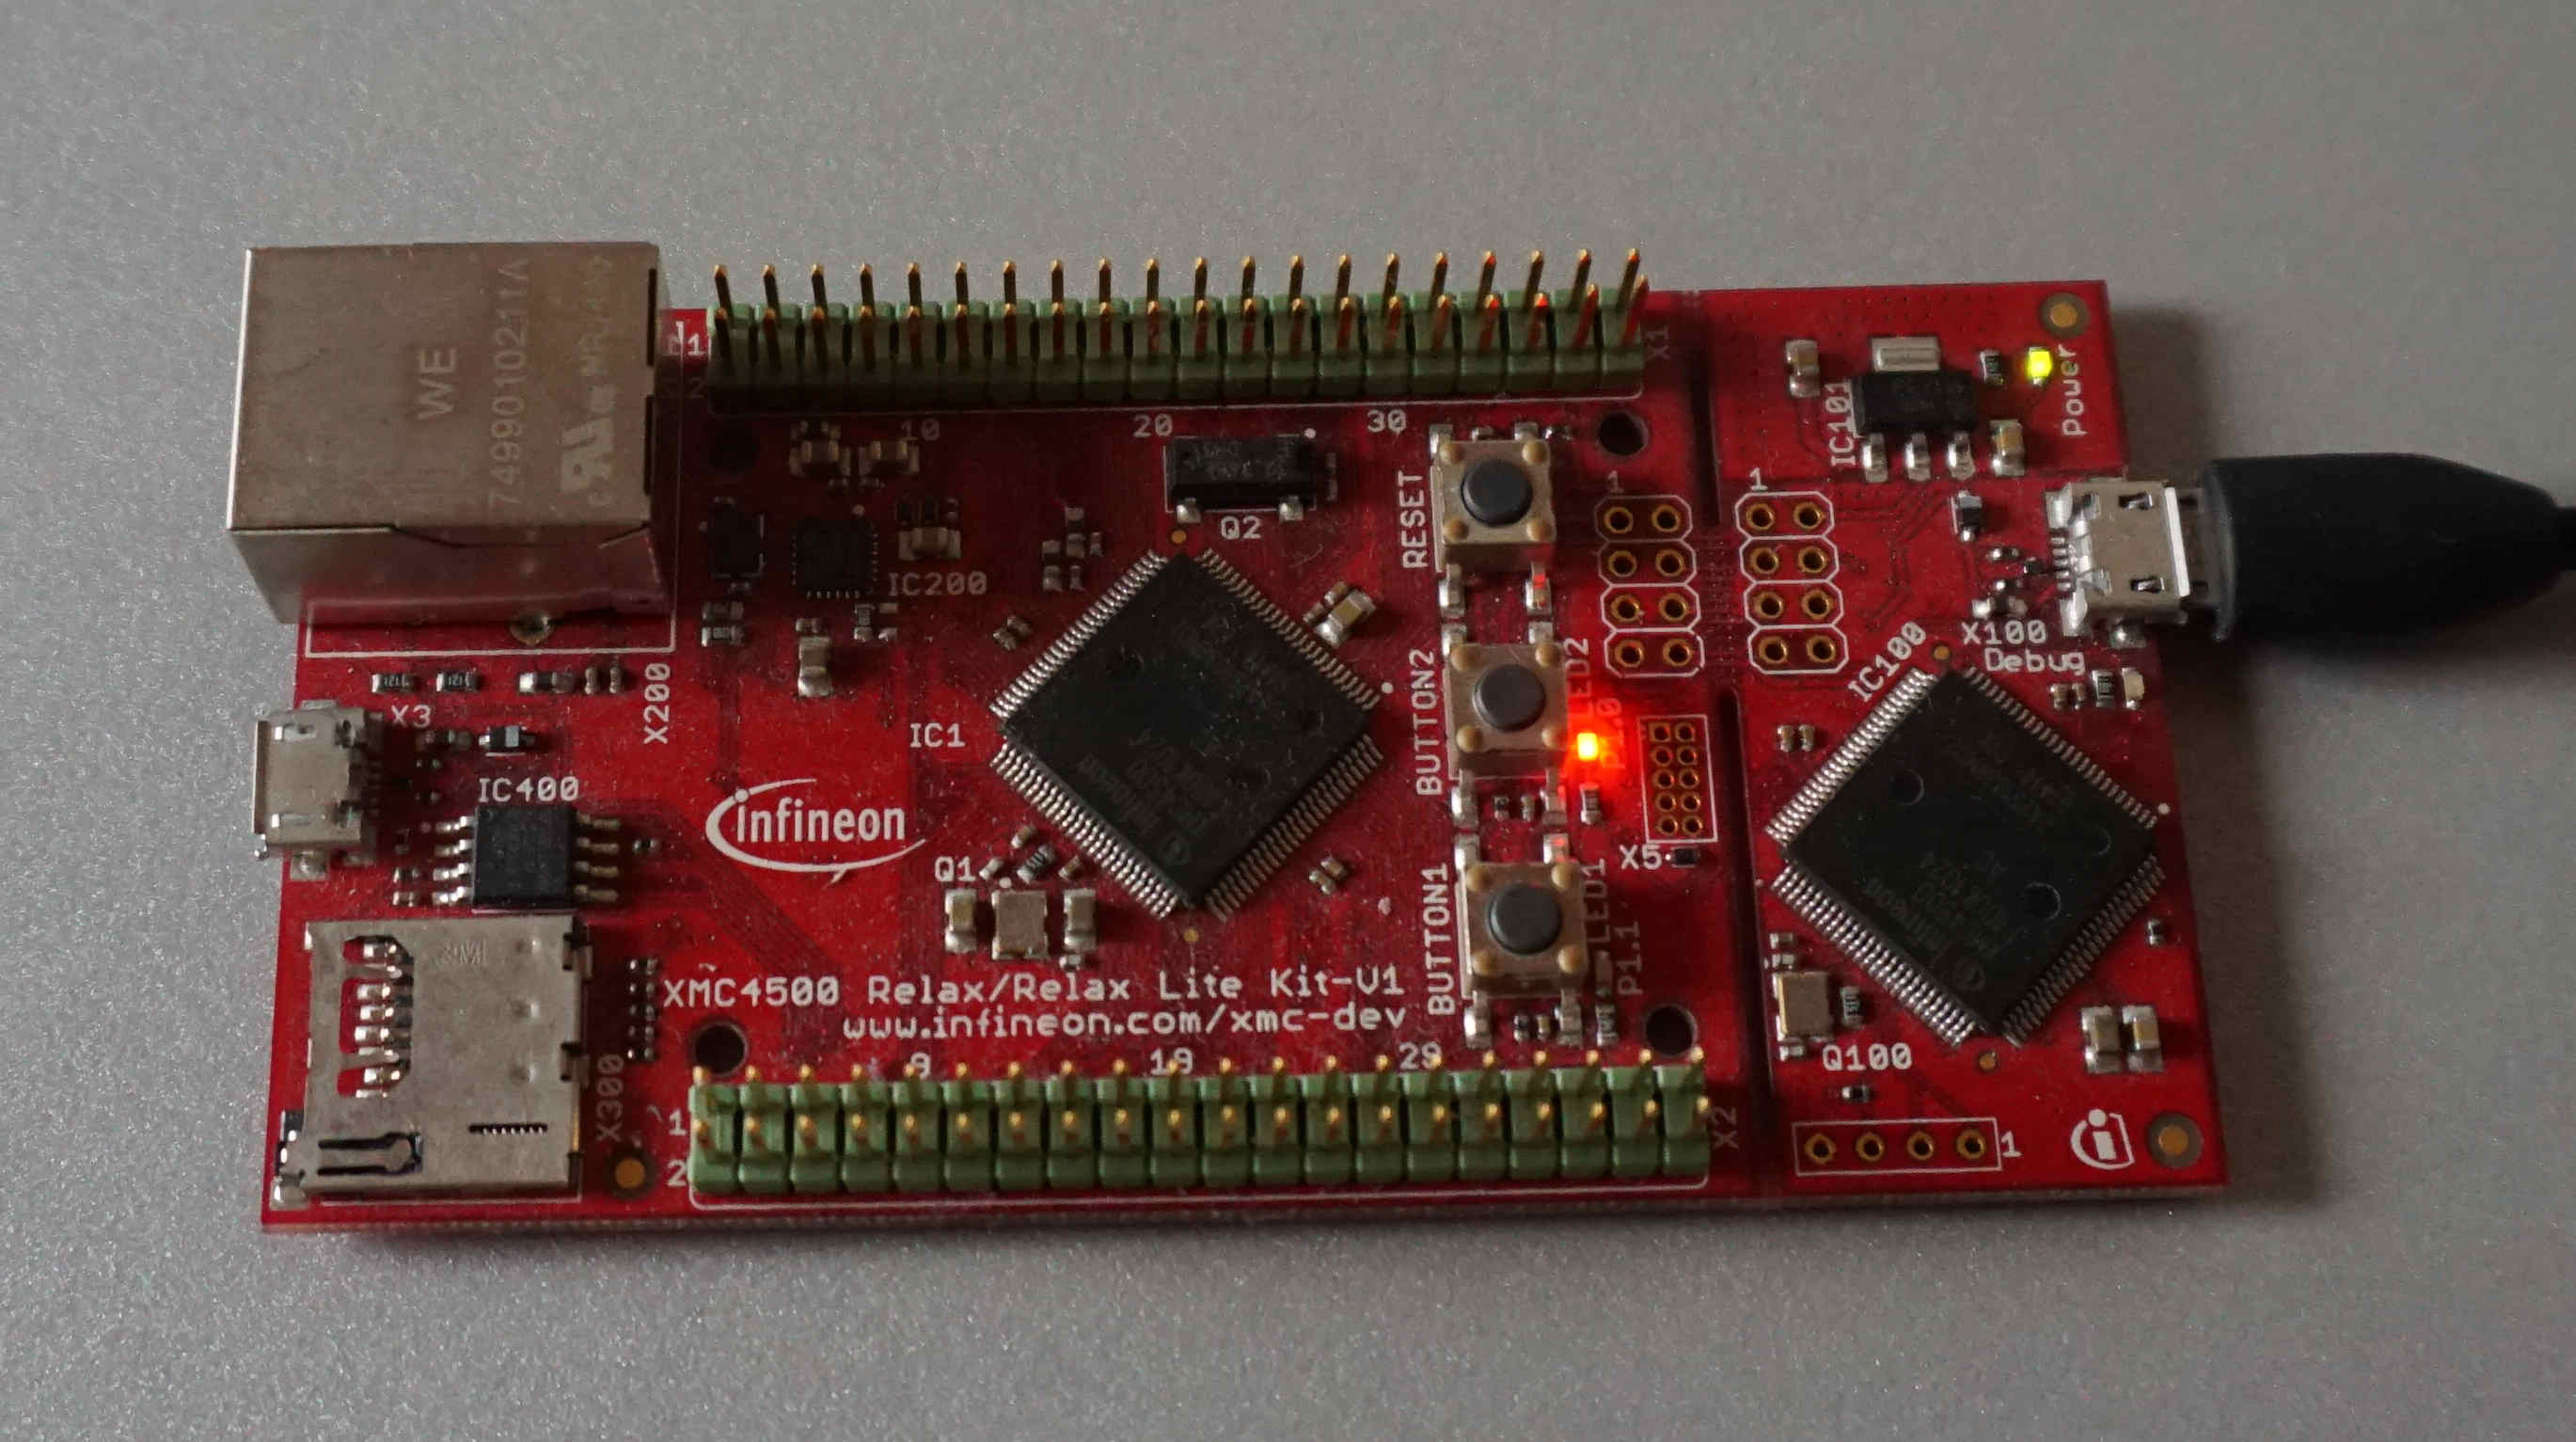 WE
7499010211A
1
2
X1
10
20
30
Power
IC101
Q2
RESET
1
1
IC200
X100
Debug
IC100
X200
X3
IC1
BUTTON2
LED2
IC400
infineon
Q1
X5
BUTTON1
LED1
P1.1
XMC4500 Relax/Relax Lite Kit-V1
www.infineon.com/xmc-dev
9
19
29
Q100
X300
1
2
X2
1
i